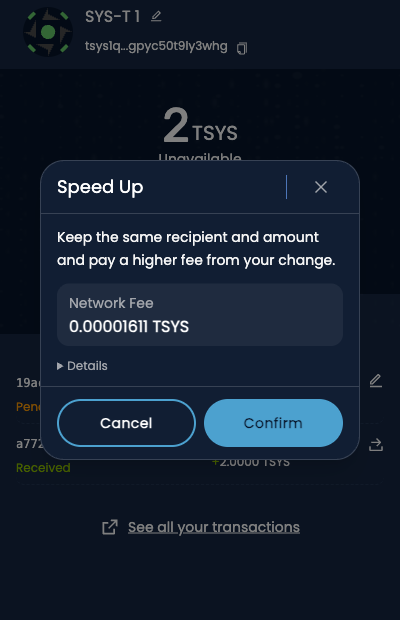 SYS-T 1
tsys1q...gpyc50t9ly3whg
2 TSYS
Unavailable
Speed Up
Keep the same recipient and amount
and pay a higher fee from your change.
Network Fee
0.00001611 TSYS
Details
Cancel
Confirm
a772
+2.0000 TSYS
Received
See all your transactions